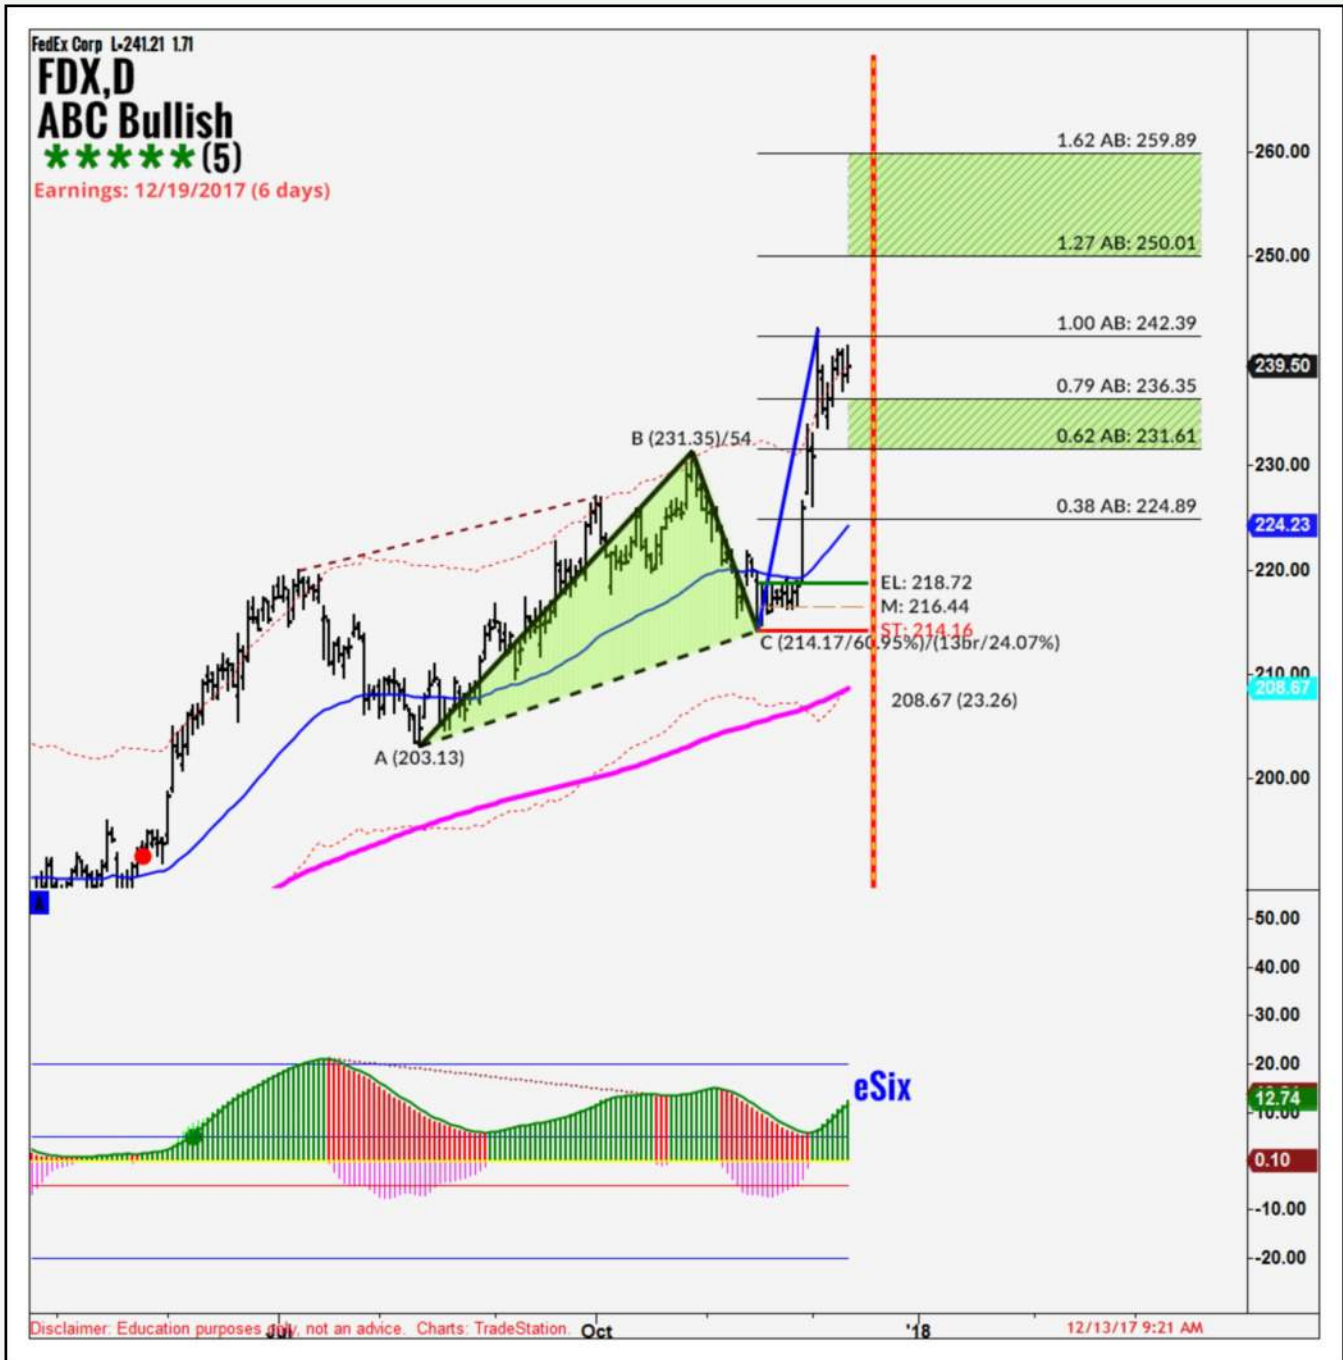 FedEx Corp L=241.21 1.71
FDX,D
ABC Bullish
*****(5)
Earnings: 12/19/2017 (6 days)
1.62 AB: 259.89
260.00
1.27 AB: 250.01
250.00
1.00 AB: 242.39
239.50
0.79 AB: 236.35
B (231.35)/54
0.62 AB: 231.61
230.00
0.38 AB: 224.89
224.23
220.00
EL: 218.72
M: 216.44
ST: 214.16
C (214.17/60.95%)/(13br/24.07%)
210.00
208.67
208.67 (23.26)
A (203.13)
200.00
50.00
40.00
30.00
20.00
eSix
12.74
10.00
0.10
-10.00
-20.00
Jul
Oct
'18
Disclaimer: Education purposes only, not an advice. Charts: TradeStation.
12/13/17 9:21 AM